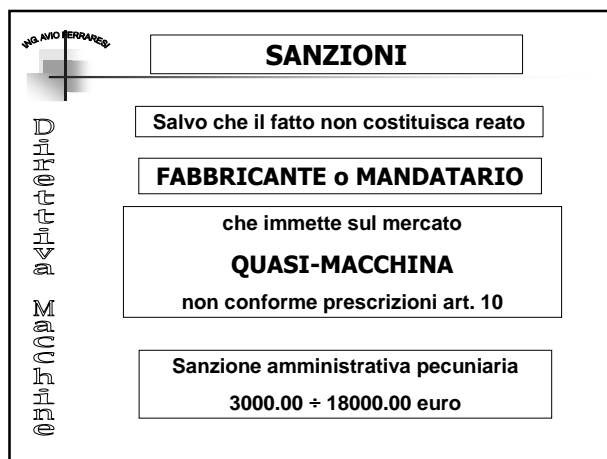 ING. AVIO FERRARESI
SANZIONI
Direttiva Macchine
Salvo che il fatto non costituisca reato
FABBRICANTE o MANDATARIO
che immette sul mercato
QUASI-MACCHINA
non conforme prescrizioni art. 10
Sanzione amministrativa pecuniaria
3000.00 ÷ 18000.00 euro